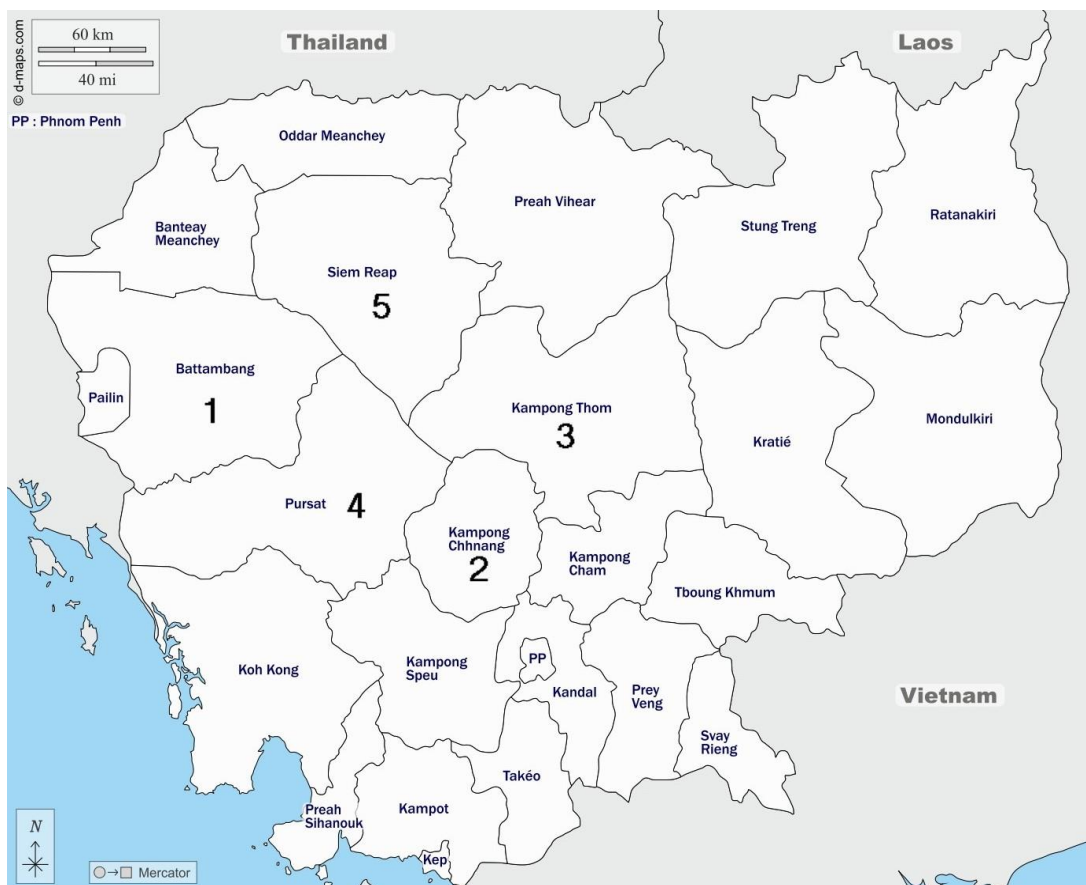 60 km
40 mi
© d-maps.com
PP : Phnom Penh
Thailand
Laos
Oddar Meanchey
Preah Vihear
Stung Treng
Ratanakiri
Banteay
Meanchey
Siem Reap
5
Battambang
1
Pailin
Kampong Thom
3
Kratié
Mondulkiri
Pursat
4
Kampong
Chhnang
2
Kampong
Cham
Tboung Khmum
Koh Kong
Kampong
Speu
PP
Kandal
Prey
Veng
Svay
Rieng
Vietnam
Takéo
Preah
Sihanouk
Kampot
Kep
N
Mercator